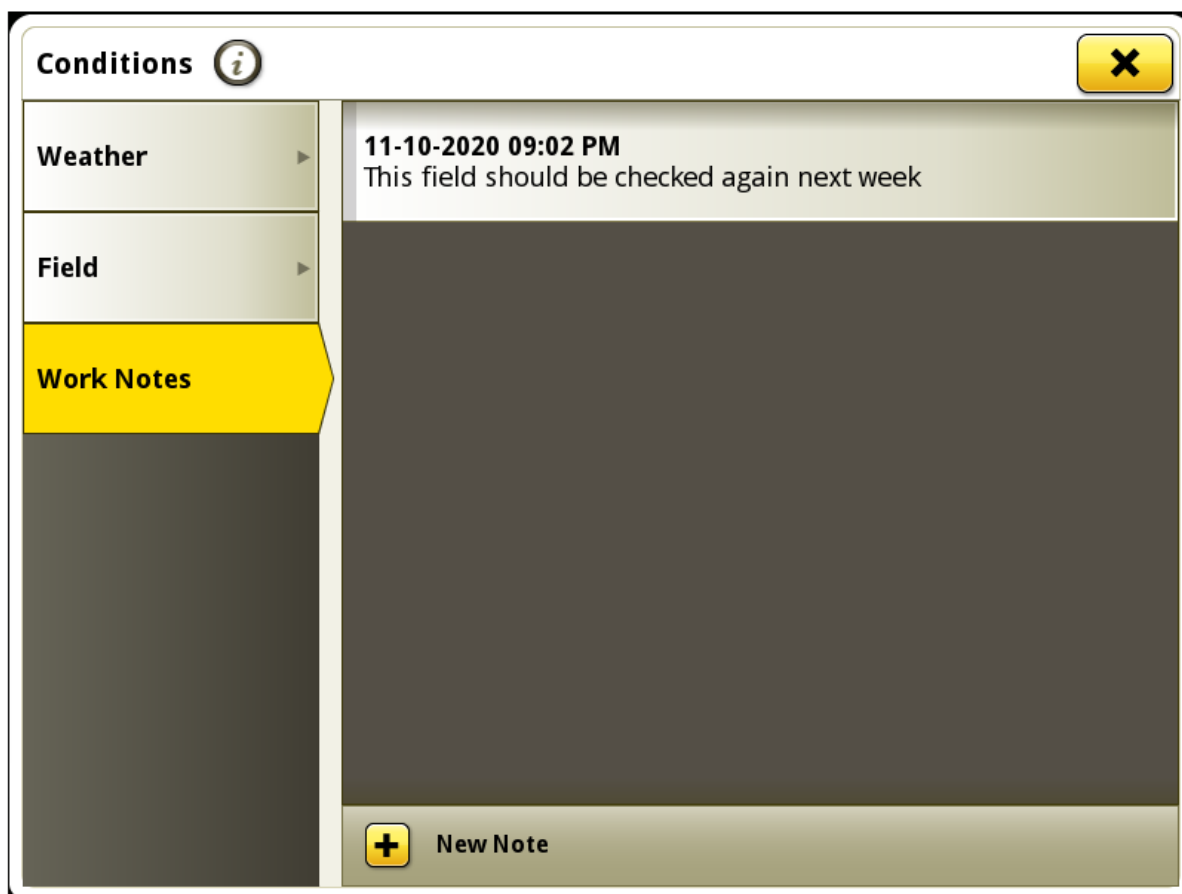 Conditions
Weather
Field
Work Notes
11-10-2020 09:02 PM
This field should be checked again next week
New Note